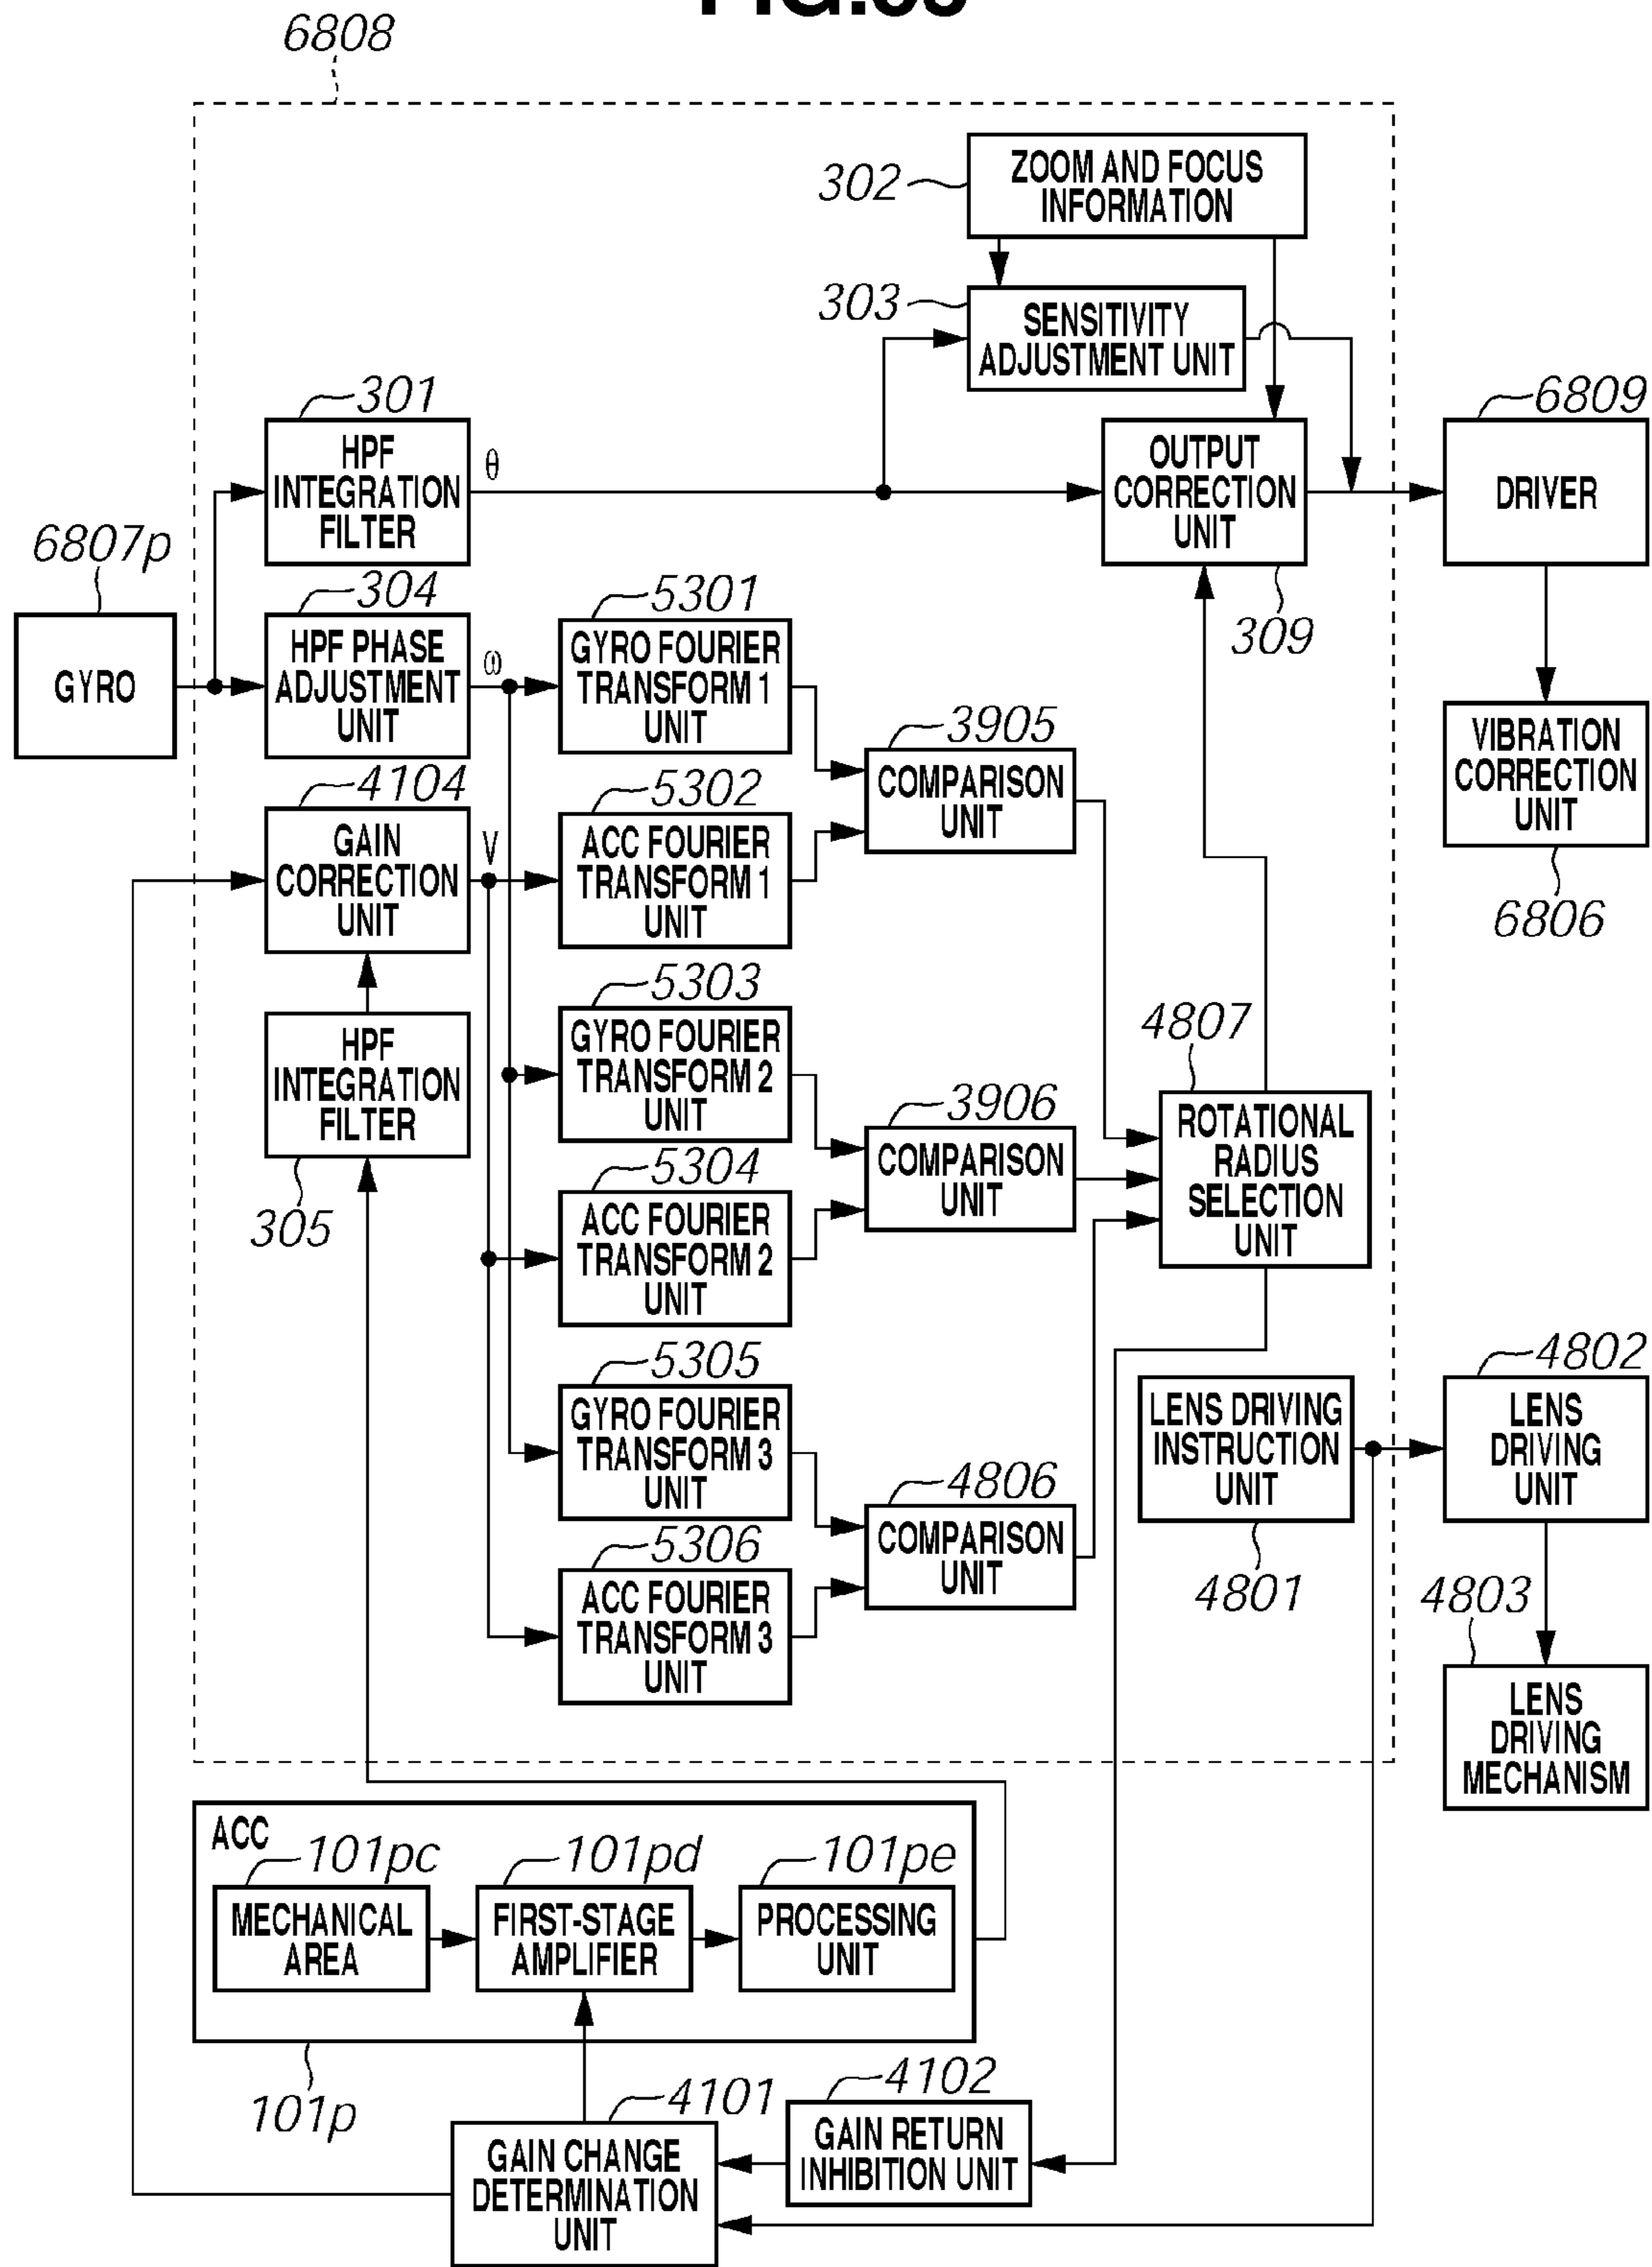 6808
302
ZOOM AND FOCUS
INFORMATION
303
SENSITIVITY
ADJUSTMENT UNIT
301
HPF
INTEGRATION
FILTER
θ
OUTPUT
CORRECTION
UNIT
309
6809
DRIVER
6807p
GYRO
304
HPF PHASE
ADJUSTMENT
UNIT
ω
5301
GYRO FOURIER
TRANSFORM 1
UNIT
3905
COMPARISON
UNIT
VIBRATION
CORRECTION
UNIT
6806
4104
GAIN
CORRECTION
UNIT
V
5302
ACC FOURIER
TRANSFORM 1
UNIT
HPF
INTEGRATION
FILTER
305
5303
GYRO FOURIER
TRANSFORM 2
UNIT
3906
COMPARISON
UNIT
4807
ROTATIONAL
RADIUS
SELECTION
UNIT
5304
ACC FOURIER
TRANSFORM 2
UNIT
5305
GYRO FOURIER
TRANSFORM 3
UNIT
4806
COMPARISON
UNIT
LENS DRIVING
INSTRUCTION
UNIT
4801
4802
LENS
DRIVING
UNIT
5306
ACC FOURIER
TRANSFORM 3
UNIT
4803
LENS
DRIVING
MECHANISM
ACC
101pc
MECHANICAL
AREA
101pd
FIRST-STAGE
AMPLIFIER
101pe
PROCESSING
UNIT
101p
4101
GAIN CHANGE
DETERMINATION
UNIT
4102
GAIN RETURN
INHIBITION UNIT